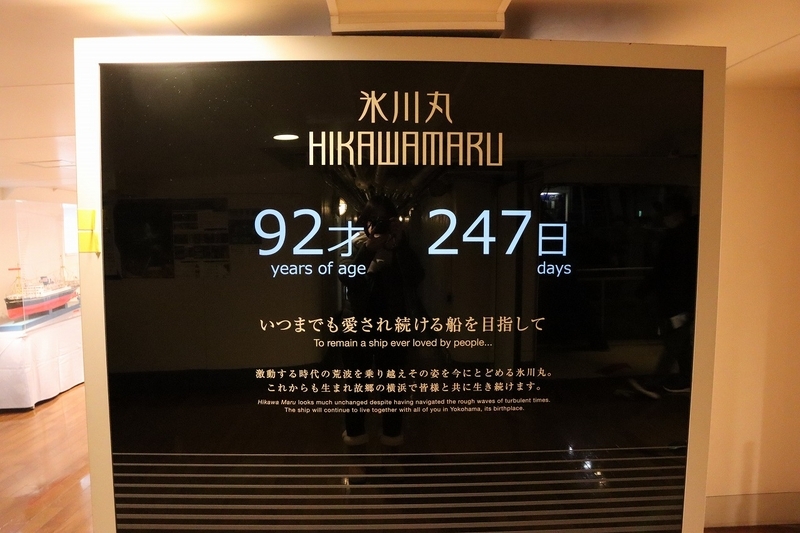 氷川丸
HIKAWAMARU
92才 247日
years of age days
いつまでも愛され続ける船を目指して
To remain a ship ever loved by people...
激動する時代の荒波を乗り越えその姿を今にとどめる氷川丸。
これからも生まれ故郷の横浜で皆様と共に生き続けます。
Hikawa Maru looks much unchanged despite having navigated the rough waves of turbulent times.
The ship will continue to live together with all of you in Yokohama, its birthplace.